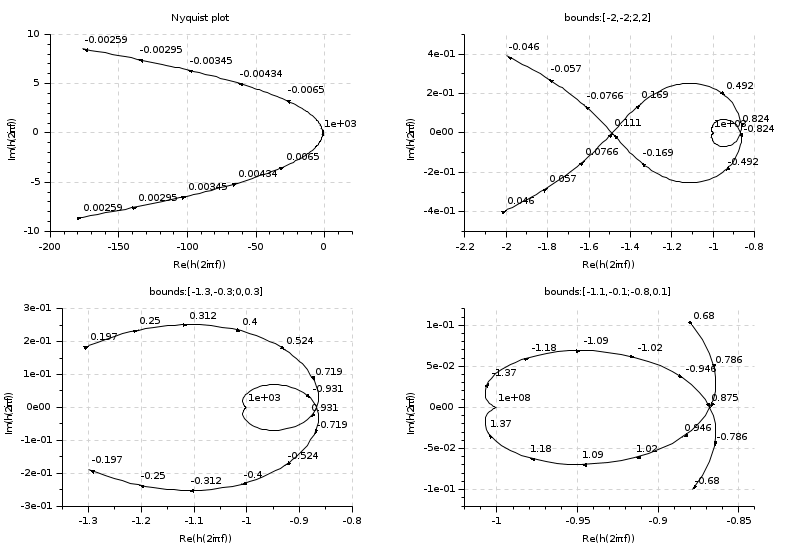 Nyquist plot
10
5
0
-5
-10
-200
-150
-100
-50
0
Re(h(2iπf))
Im(h(2iπf))
-0.00259
-0.00295
-0.00345
-0.00434
-0.0065
1e+03
0.0065
0.00434
0.00345
0.00295
0.00259
bounds:[-2,-2;2,2]
4e-01
2e-01
0e00
-2e-01
-4e-01
-2.2
-2
-1.8
-1.6
-1.4
-1.2
-1
-0.8
Re(h(2iπf))
Im(h(2iπf))
-0.046
-0.057
-0.0766
0.169
0.492
0.111
0.824
-0.824
0.0766
-0.169
-0.492
0.057
0.046
bounds:[-1.3,-0.3;0,0.3]
3e-01
2e-01
1e-01
0e00
-1e-01
-2e-01
-3e-01
-1.3
-1.2
-1.1
-1
-0.9
-0.8
Re(h(2iπf))
Im(h(2iπf))
0.197
0.25
0.312
0.4
0.524
0.719
-0.931
1e+03
0.931
-0.719
-0.524
-0.4
-0.312
-0.25
-0.197
bounds:[-1.1,-0.1;-0.8,0.1]
1e-01
5e-02
0e00
-5e-02
-1e-01
-1
-0.95
-0.9
-0.85
Re(h(2iπf))
Im(h(2iπf))
0.68
-1.09
-1.18
-1.02
0.786
-0.946
-1.37
1e+08
0.875
1.37
0.946
-0.786
1.18
1.09
1.02
-0.68